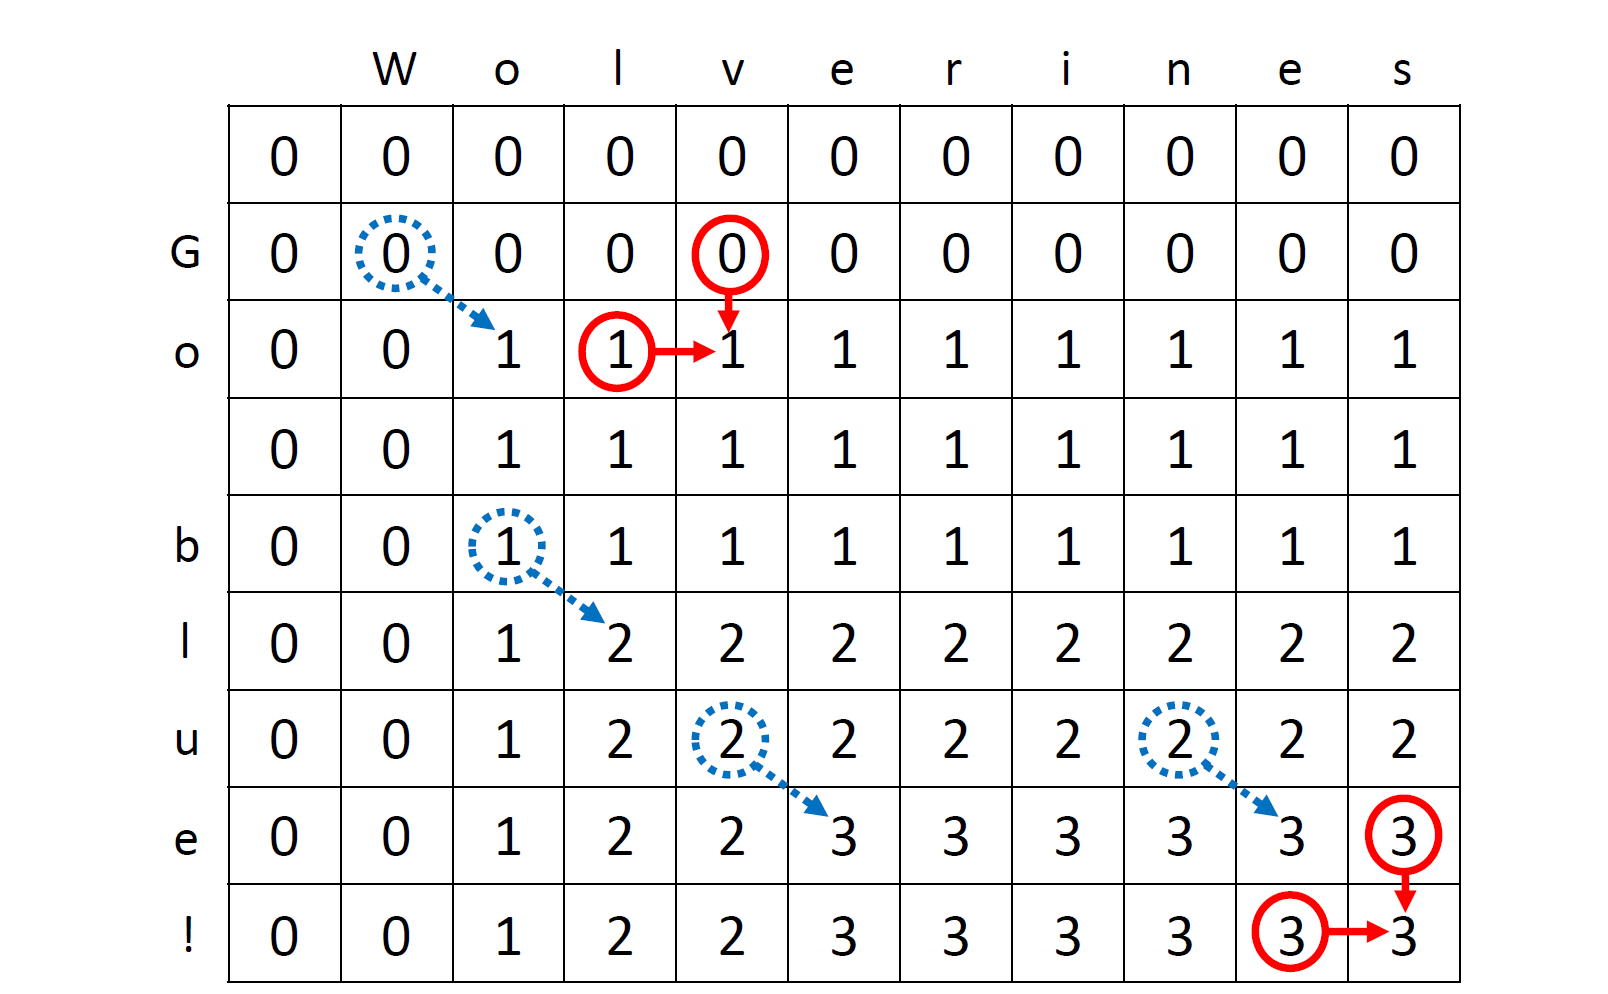 W o l v e r i n e s
0 0 0 0 0 0 0 0 0 0 0
G 0 0 0 0 0 0 0 0 0 0 0
o 0 0 1 1 1 1 1 1 1 1 1
0 0 1 1 1 1 1 1 1 1 1
b 0 0 1 1 1 1 1 1 1 1 1
l 0 0 1 2 2 2 2 2 2 2 2
u 0 0 1 2 2 2 2 2 2 2 2
e 0 0 1 2 2 3 3 3 3 3 3
! 0 0 1 2 2 3 3 3 3 3 3